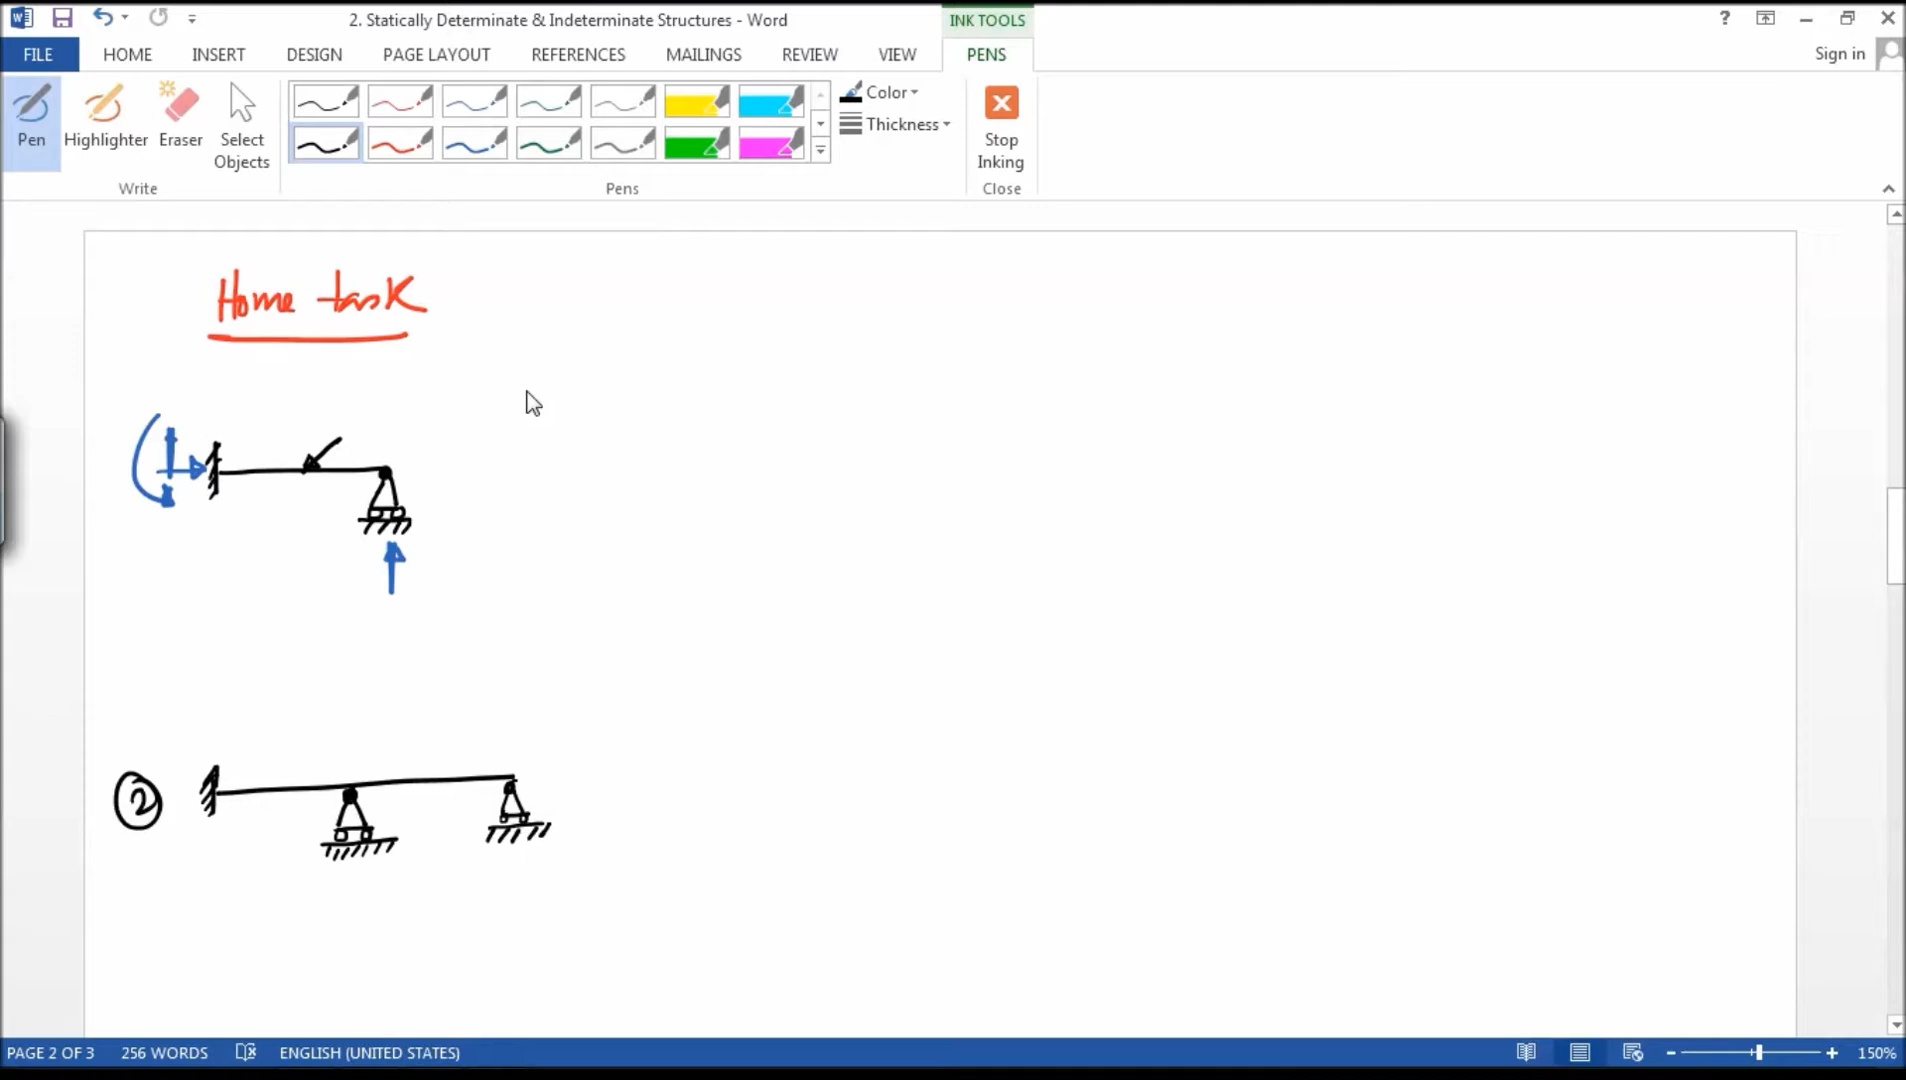 2. Statically Determinate & Indeterminate Structures - Word
INK TOOLS
?
FILE
HOME
INSERT
DESIGN
PAGE LAYOUT
REFERENCES
MAILINGS
REVIEW
VIEW
PENS
Sign in
Pen
Highlighter
Eraser
Select
Objects
Color
Thickness
Stop
Inking
Write
Pens
Close
Home task
2
PAGE 2 OF 3
256 WORDS
ENGLISH (UNITED STATES)
150%